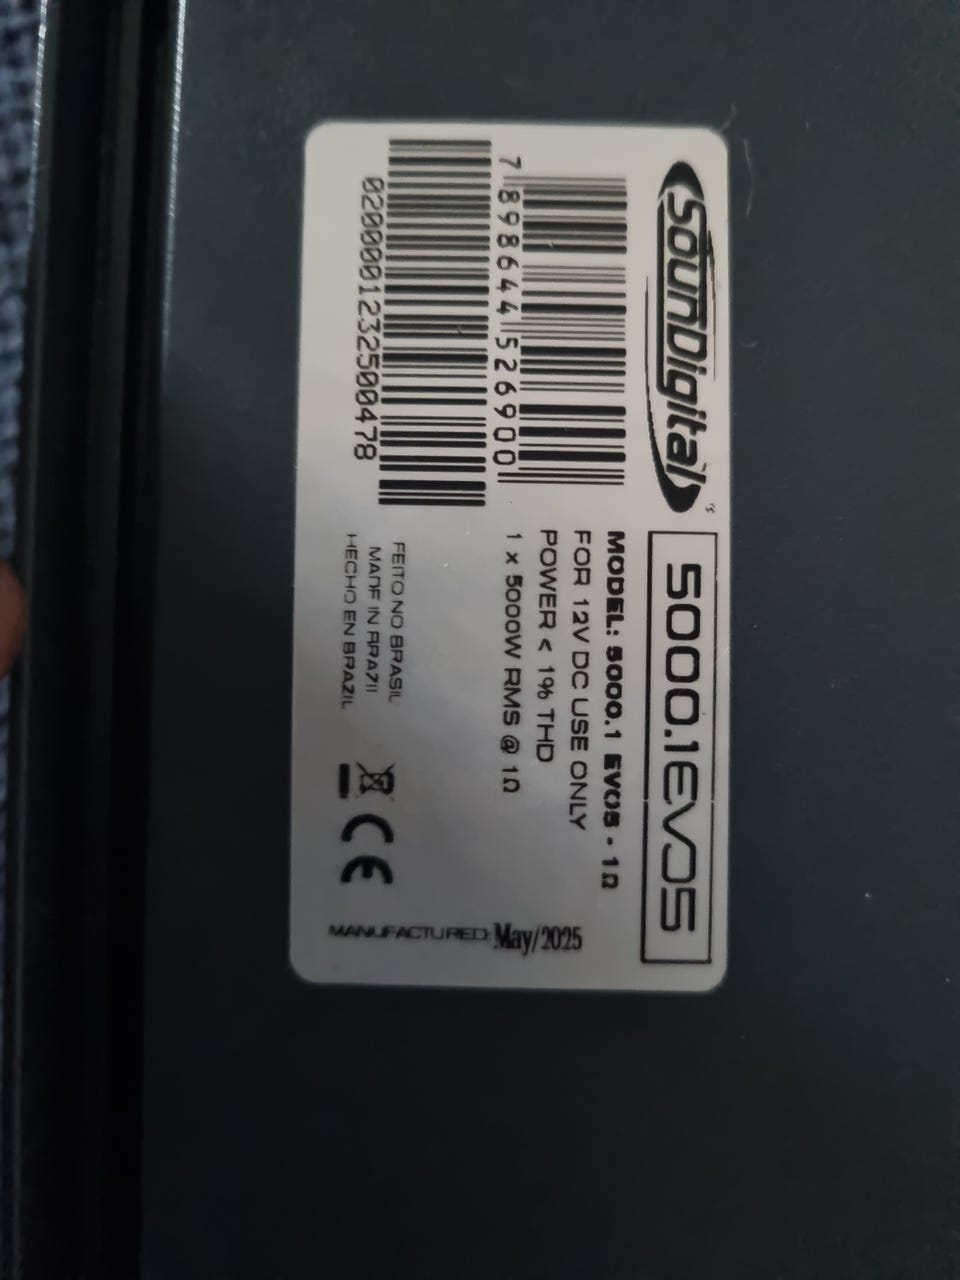 SounDigital
5000.1EVO5
7 898644 526900
0200001232500478
MODEL: 5000.1 EVO5 - 1Ω
FOR 12V DC USE ONLY
POWER < 1% THD
1 x 5000W RMS @ 1Ω
FEITO NO BRASIL
MADE IN BRAZIL
HECHO EN BRAZIL
CE
MANUFACTURED: May/2025